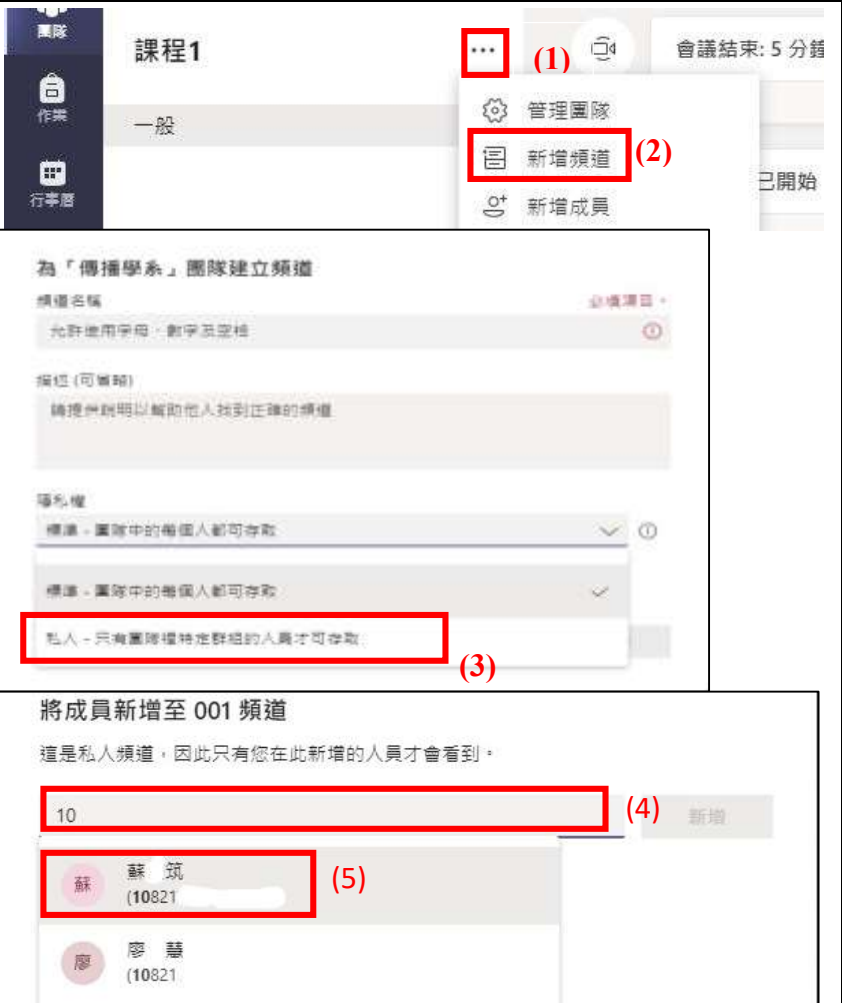 團隊
課程1
...
(1)
會議結束: 5 分鐘
作業
一般
管理團隊
新增頻道
(2)
行事曆
已開始
新增成員
為「傳播學系」團隊建立頻道
頻道名稱
必填項目。
允許使用字母、數字及空格
描述 (可省略)
請提供說明以幫助他人找到正確的頻道
隱私權
標準 - 團隊中的每個人都可存取
標準 - 團隊中的每個人都可存取
私人 - 只有團隊裡特定群組的人員才可存取
(3)
將成員新增至 001 頻道
這是私人頻道，因此只有您在此新增的人員才會看到。
10
(4)
新增
蘇
蘇 筑
(10821
(5)
廖
廖 慧
(10821